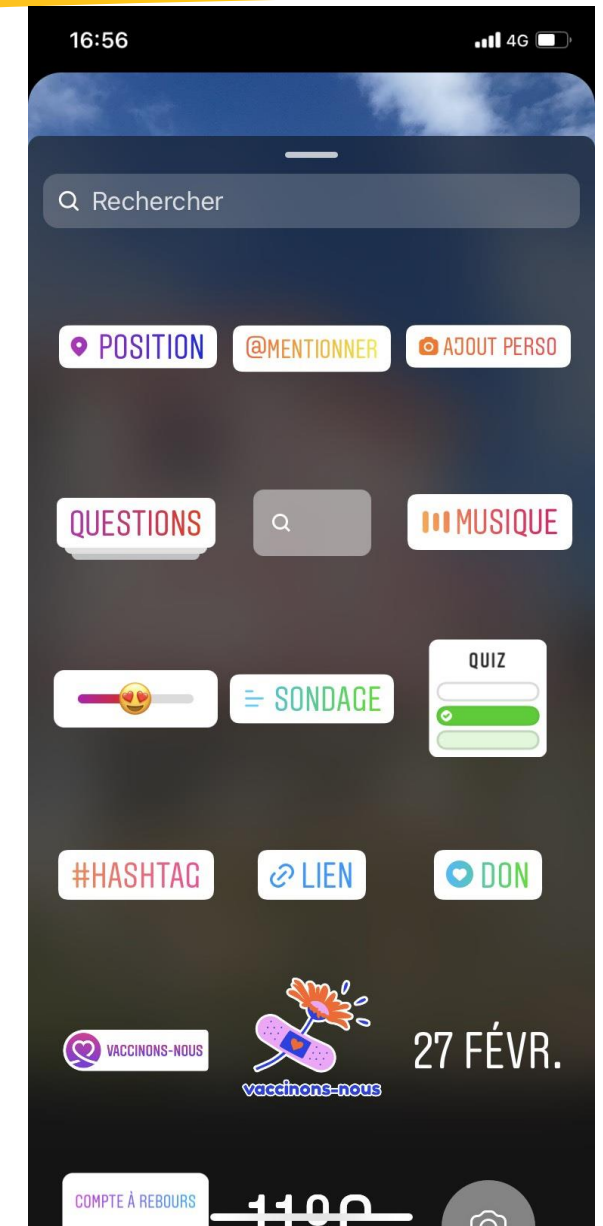 16:56
4G
Rechercher
POSITION
@MENTIONNER
AJOUT PERSO
QUESTIONS
MUSIQUE
SONDAGE
QUIZ
#HASHTAG
LIEN
DON
VACCINONS-NOUS
vaccinons-nous
27 FÉVR.
COMPTE À REBOURS